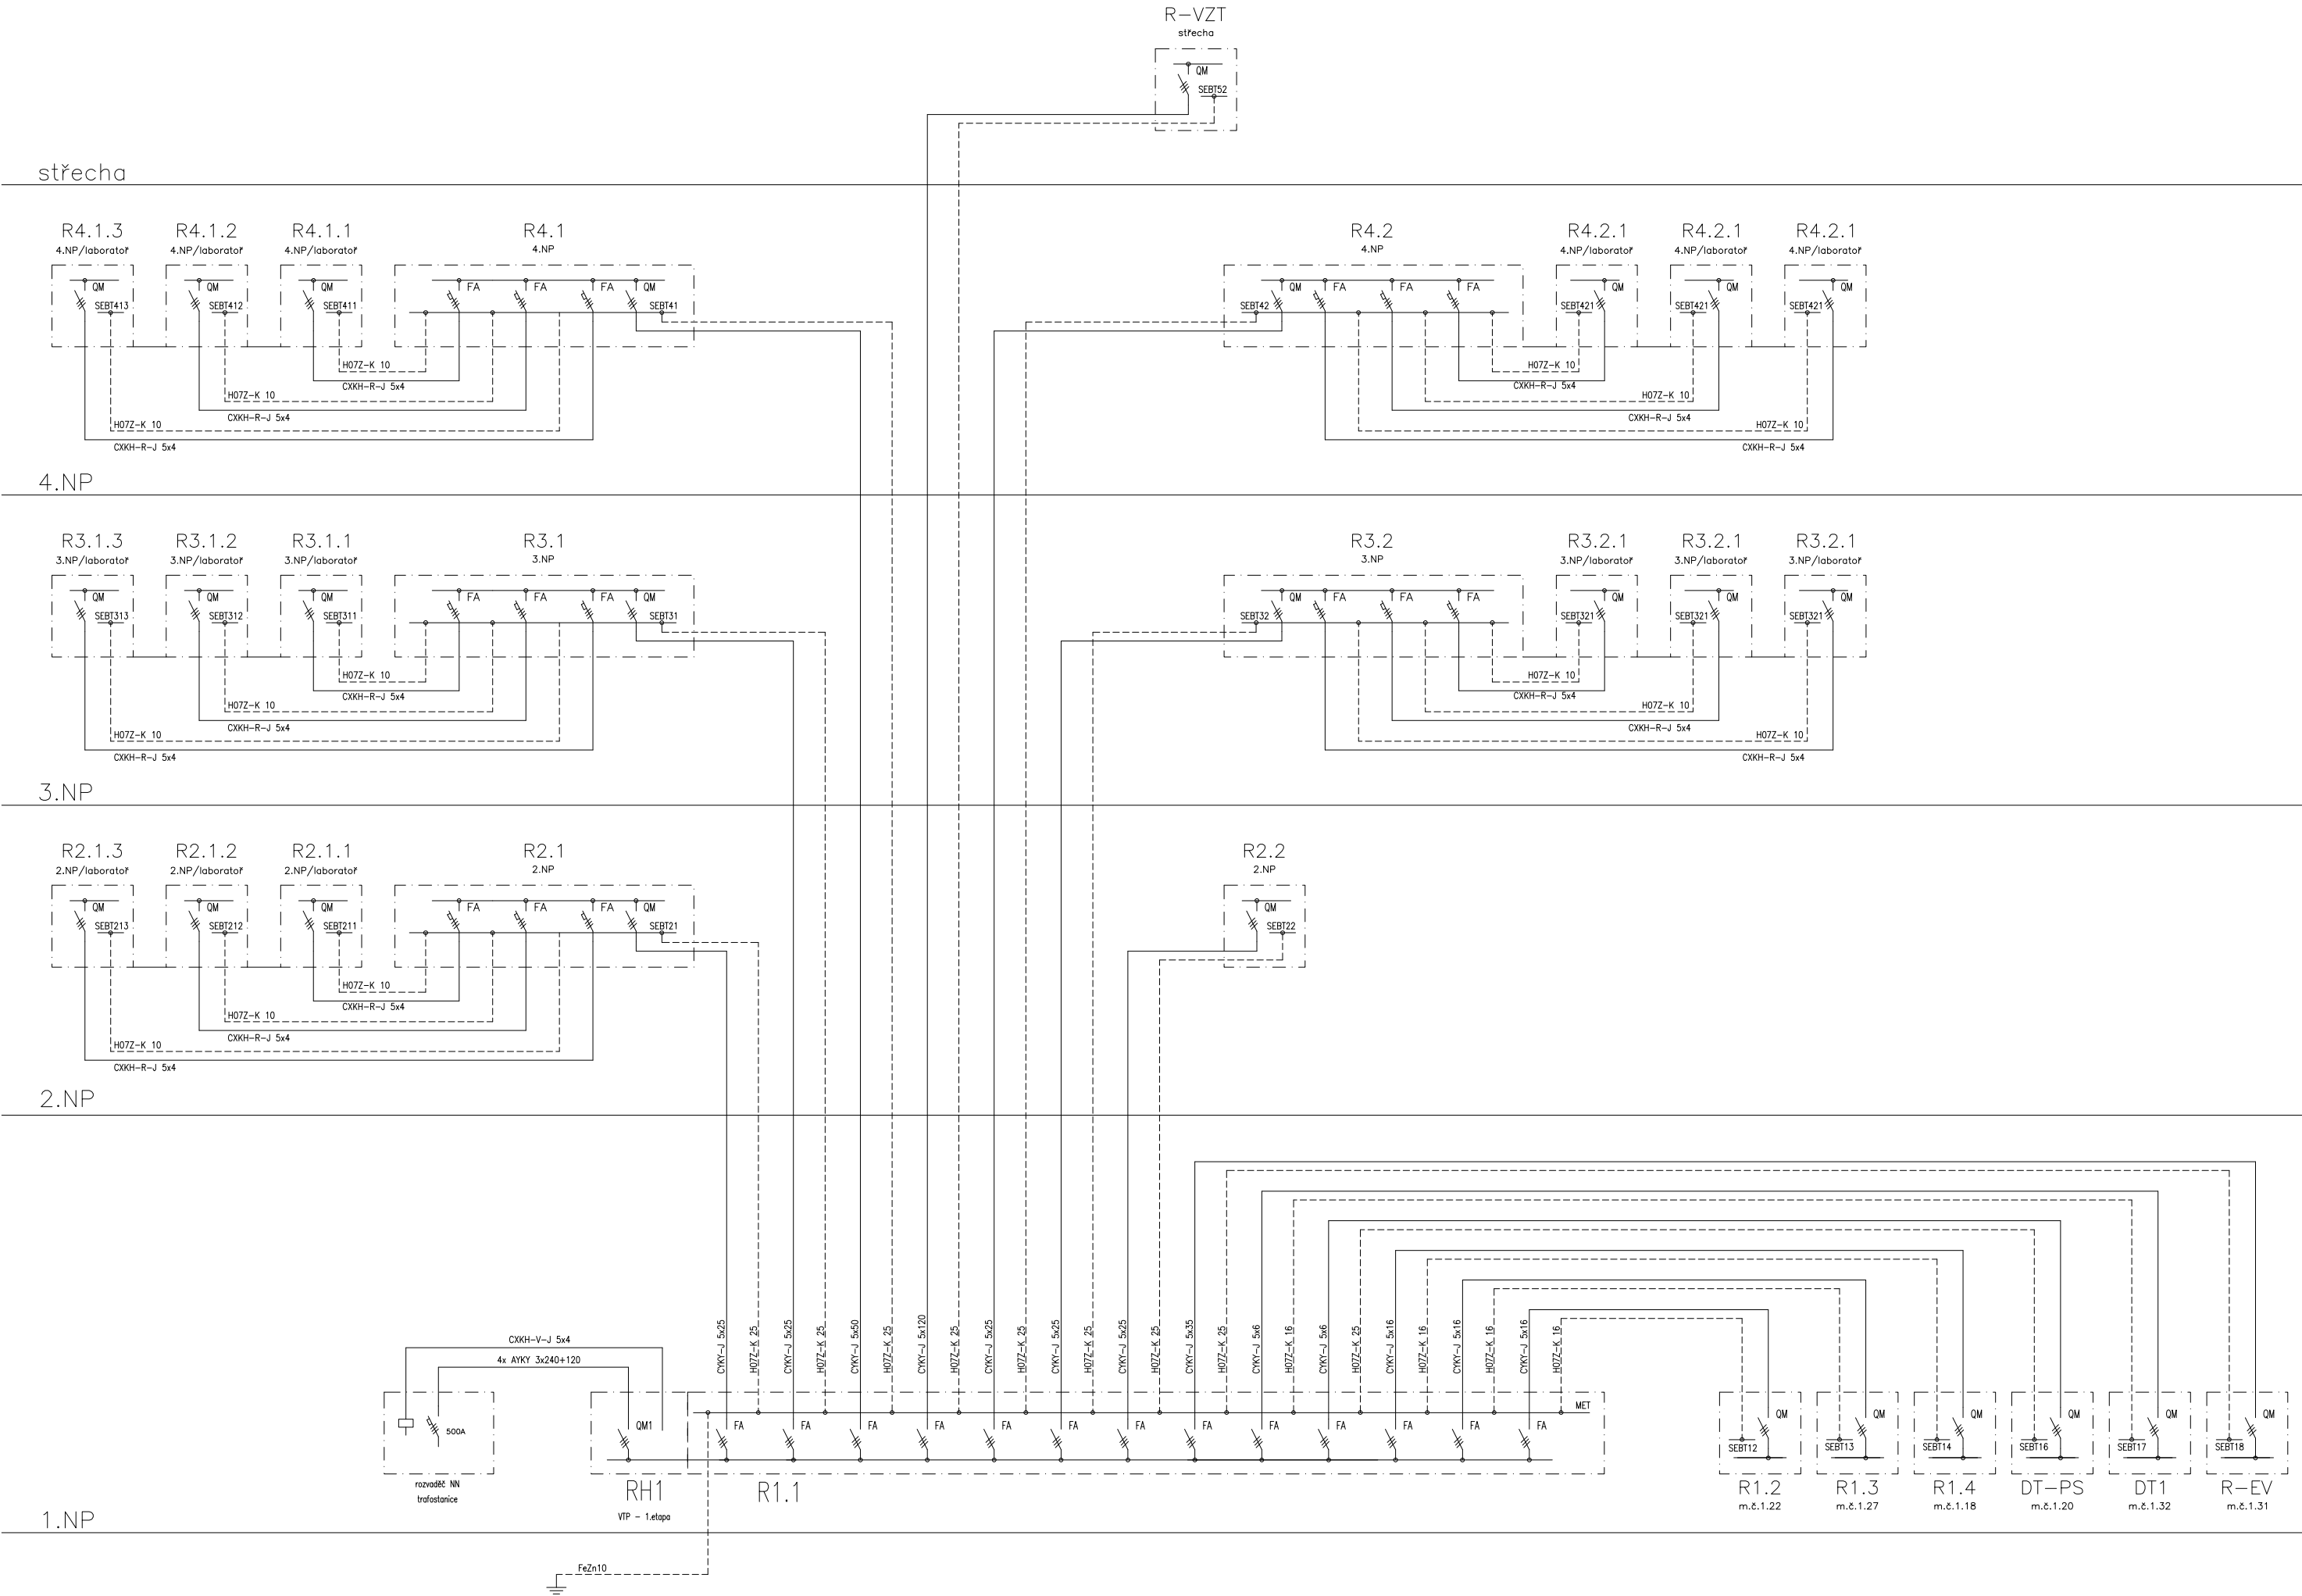 R-VZT
střecha
QM
SEBT52
střecha
R4.1.3
4.NP/laboratoř
QM
SEBT413
R4.1.2
4.NP/laboratoř
QM
SEBT412
R4.1.1
4.NP/laboratoř
QM
SEBT411
R4.1
4.NP
FA
FA
FA
QM
SEBT41
H07Z-K 10
CXKH-R-J 5x4
H07Z-K 10
CXKH-R-J 5x4
H07Z-K 10
CXKH-R-J 5x4
R4.2
4.NP
SEBT42
QM
FA
FA
FA
R4.2.1
4.NP/laboratoř
QM
SEBT421
R4.2.1
4.NP/laboratoř
QM
SEBT421
R4.2.1
4.NP/laboratoř
QM
SEBT421
H07Z-K 10
CXKH-R-J 5x4
H07Z-K 10
CXKH-R-J 5x4
H07Z-K 10
CXKH-R-J 5x4
4.NP
R3.1.3
3.NP/laboratoř
QM
SEBT313
R3.1.2
3.NP/laboratoř
QM
SEBT312
R3.1.1
3.NP/laboratoř
QM
SEBT311
R3.1
3.NP
FA
FA
FA
QM
SEBT31
H07Z-K 10
CXKH-R-J 5x4
H07Z-K 10
CXKH-R-J 5x4
H07Z-K 10
CXKH-R-J 5x4
R3.2
3.NP
SEBT32
QM
FA
FA
FA
R3.2.1
3.NP/laboratoř
QM
SEBT321
R3.2.1
3.NP/laboratoř
QM
SEBT321
R3.2.1
3.NP/laboratoř
QM
SEBT321
H07Z-K 10
CXKH-R-J 5x4
H07Z-K 10
CXKH-R-J 5x4
H07Z-K 10
CXKH-R-J 5x4
3.NP
R2.1.3
2.NP/laboratoř
QM
SEBT213
R2.1.2
2.NP/laboratoř
QM
SEBT212
R2.1.1
2.NP/laboratoř
QM
SEBT211
R2.1
2.NP
FA
FA
FA
QM
SEBT21
H07Z-K 10
CXKH-R-J 5x4
H07Z-K 10
CXKH-R-J 5x4
H07Z-K 10
CXKH-R-J 5x4
R2.2
2.NP
QM
SEBT22
2.NP
CXKH-V-J 5x4
4x AYKY 3x240+120
CYKY-J 5x25
H07Z-K 25
CYKY-J 5x25
H07Z-K 25
CYKY-J 5x50
H07Z-K 25
CYKY-J 5x120
H07Z-K 25
CYKY-J 5x25
H07Z-K 25
CYKY-J 5x25
H07Z-K 25
CYKY-J 5x25
H07Z-K 25
CYKY-J 5x35
H07Z-K 25
CYKY-J 5x6
H07Z-K 16
CYKY-J 5x6
H07Z-K 25
CYKY-J 5x16
H07Z-K 16
CYKY-J 5x16
H07Z-K 16
CYKY-J 5x16
H07Z-K 16
500A
rozvaděč NN
trafostanice
QM1
RH1
VTP - 1.etapa
R1.1
FA
FA
FA
FA
FA
FA
FA
FA
FA
FA
FA
FA
FA
MET
QM
SEBT12
R1.2
m.č.1.22
QM
SEBT13
R1.3
m.č.1.27
QM
SEBT14
R1.4
m.č.1.18
QM
SEBT16
DT-PS
m.č.1.20
QM
SEBT17
DT1
m.č.1.32
QM
SEBT18
R-EV
m.č.1.31
1.NP
FeZn10